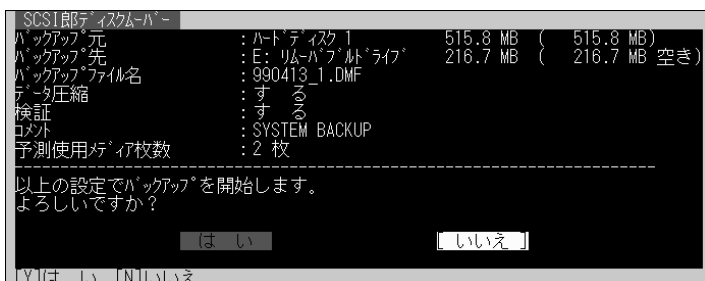 SCSI郎ﾃﾞｨｽｸﾑｰﾊﾞｰ
ﾊﾞｯｸｱｯﾌﾟ元 : ﾊｰﾄﾞﾃﾞｨｽｸ 1 515.8 MB ( 515.8 MB)
ﾊﾞｯｸｱｯﾌﾟ先 : E: ﾘﾑｰﾊﾞﾌﾞﾙﾄﾞﾗｲﾌﾞ 216.7 MB ( 216.7 MB 空き)
ﾊﾞｯｸｱｯﾌﾟﾌｧｲﾙ名 : 990413_1.DMF
ﾃﾞｰﾀ圧縮 : す る
検証 : す る
ｺﾒﾝﾄ : SYSTEM BACKUP
予測使用ﾒﾃﾞｨｱ枚数 : 2 枚
以上の設定でﾊﾞｯｸｱｯﾌﾟを開始します。
よろしいですか？
は い [ いいえ ]
[Y]は い [N]いいえ